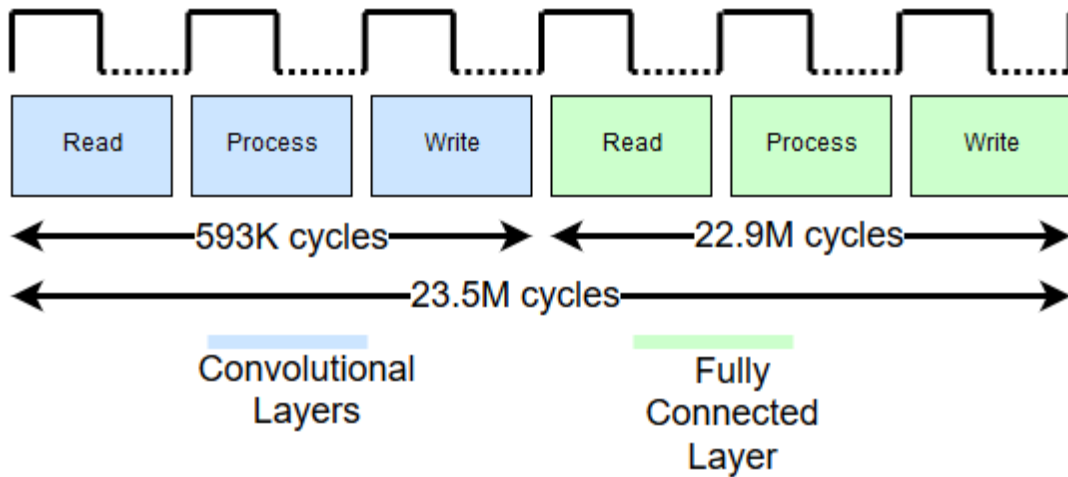 Read Process Write Read Process Write
593K cycles 22.9M cycles
23.5M cycles
Convolutional
Layers
Fully
Connected
Layer